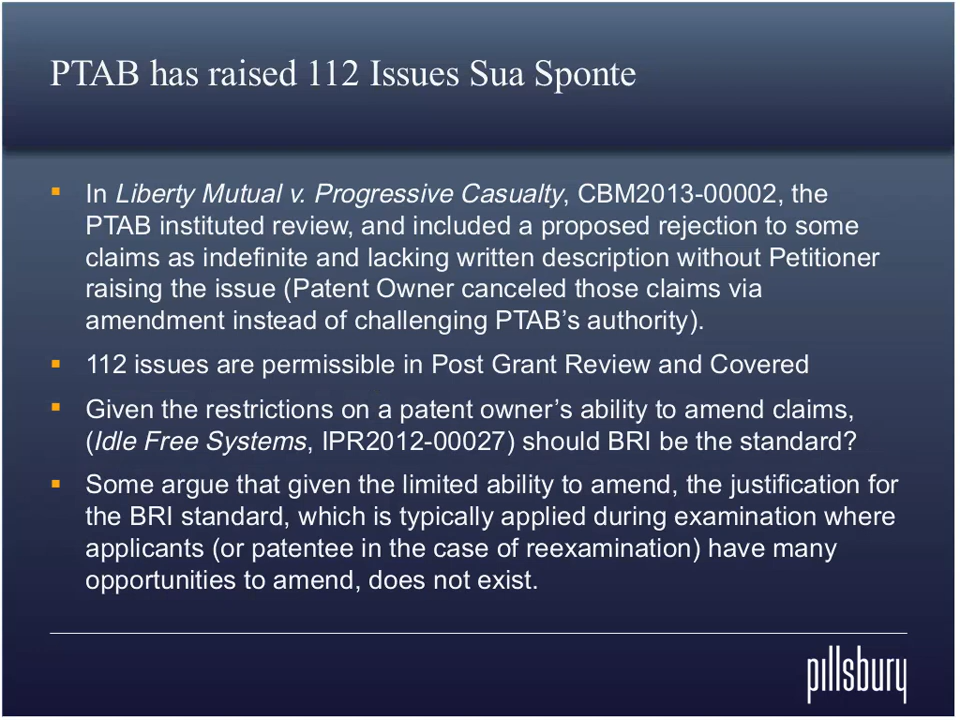 PTAB has raised 112 Issues Sua Sponte
▪ In Liberty Mutual v. Progressive Casualty, CBM2013-00002, the
PTAB instituted review, and included a proposed rejection to some
claims as indefinite and lacking written description without Petitioner
raising the issue (Patent Owner canceled those claims via
amendment instead of challenging PTAB’s authority).
▪ 112 issues are permissible in Post Grant Review and Covered
▪ Given the restrictions on a patent owner’s ability to amend claims,
(Idle Free Systems, IPR2012-00027) should BRI be the standard?
▪ Some argue that given the limited ability to amend, the justification for
the BRI standard, which is typically applied during examination where
applicants (or patentee in the case of reexamination) have many
opportunities to amend, does not exist.
pillsbury